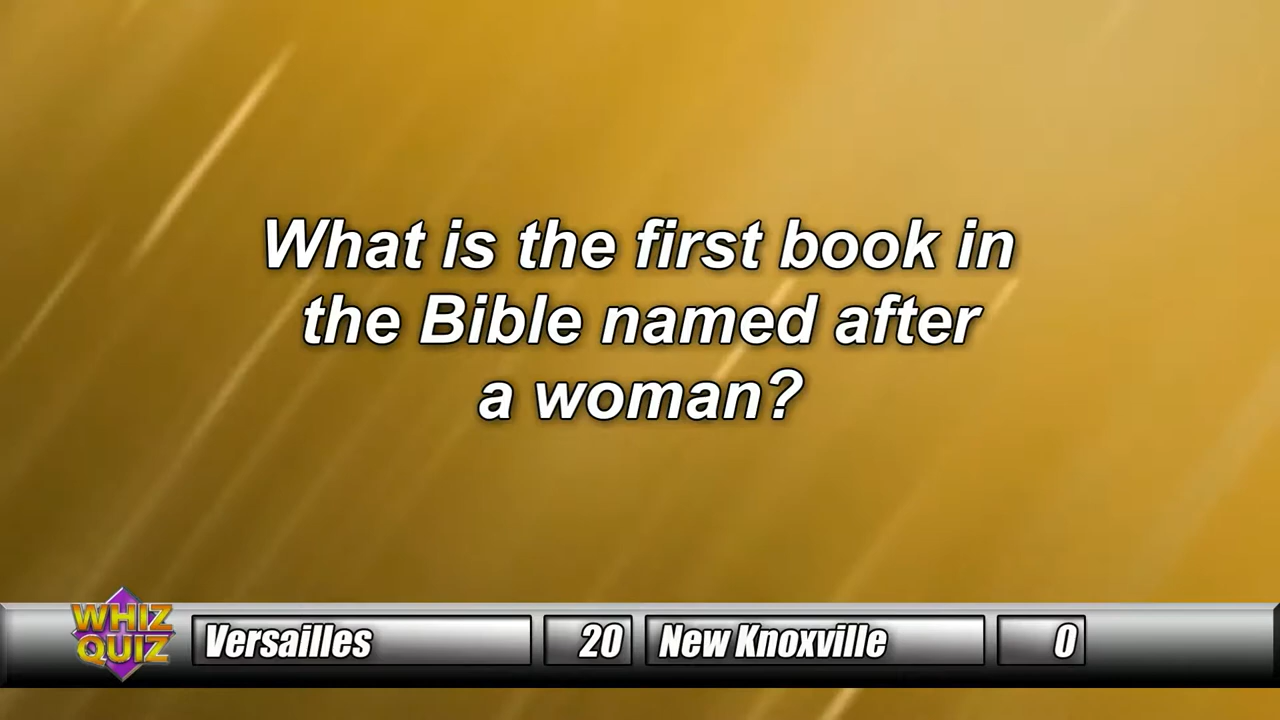 What is the first book in
the Bible named after
a woman?
WHIZ
QUIZ
Versailles 20 New Knoxville 0